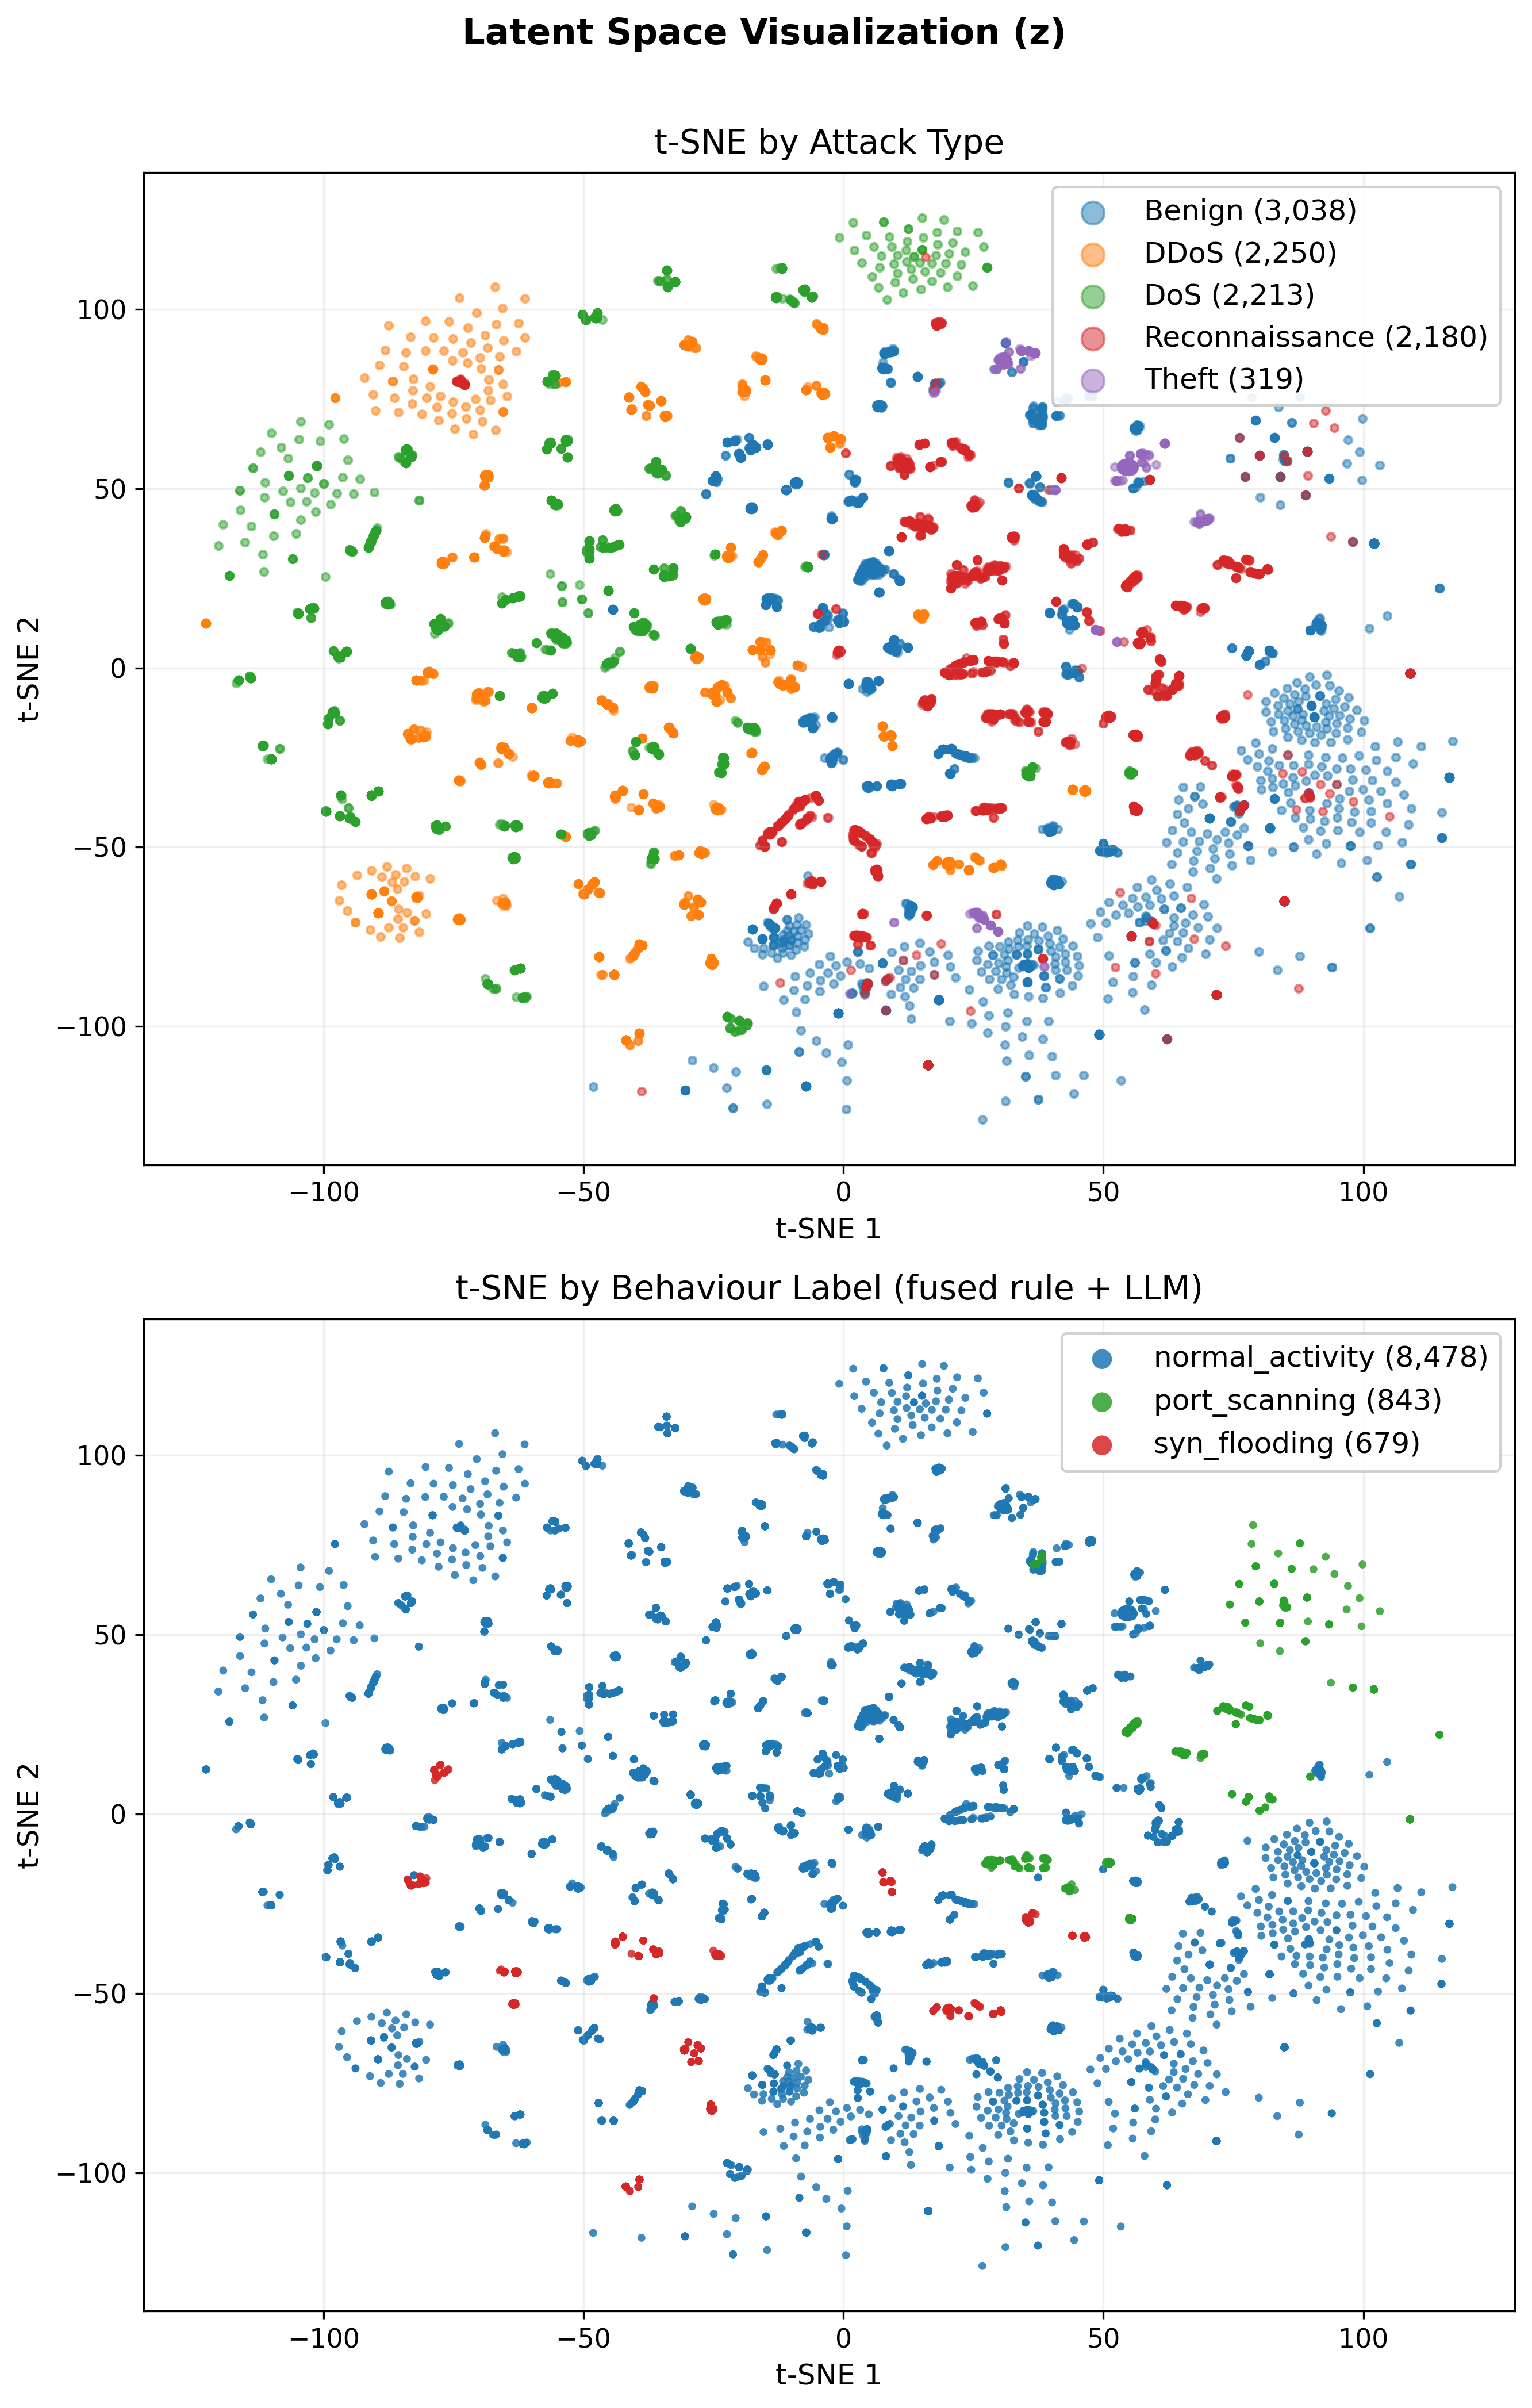 Latent Space Visualization (z)
t-SNE by Attack Type
Benign (3,038)
DDoS (2,250)
DoS (2,213)
Reconnaissance (2,180)
Theft (319)
t-SNE 2
100
50
0
−50
−100
−100
−50
0
50
100
t-SNE 1
t-SNE by Behaviour Label (fused rule + LLM)
normal_activity (8,478)
port_scanning (843)
syn_flooding (679)
t-SNE 2
100
50
0
−50
−100
−100
−50
0
50
100
t-SNE 1